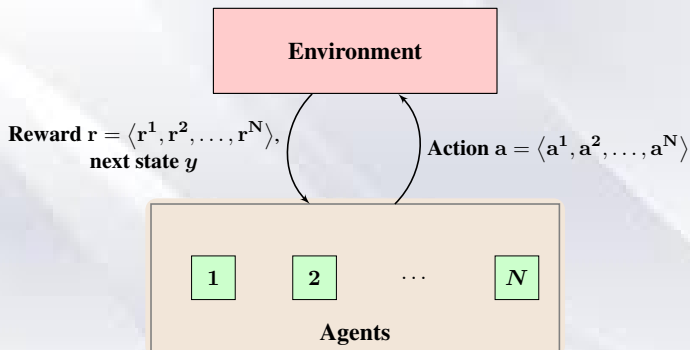 Environment
Reward r = ⟨r¹, r², …, rᴺ⟩,
next state y
Action a = ⟨a¹, a², …, aᴺ⟩
1 2 ⋯ N
Agents